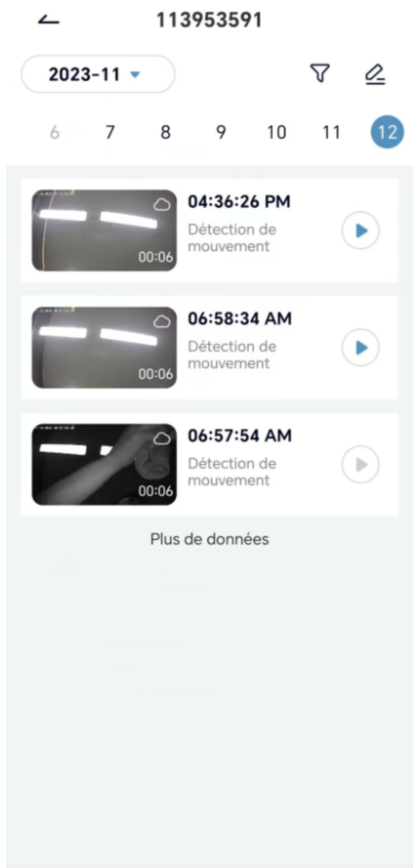 113953591
2023-11
6 7 8 9 10 11 12
04:36:26 PM
Détection de
mouvement
00:06
06:58:34 AM
Détection de
mouvement
00:06
06:57:54 AM
Détection de
mouvement
00:06
Plus de données